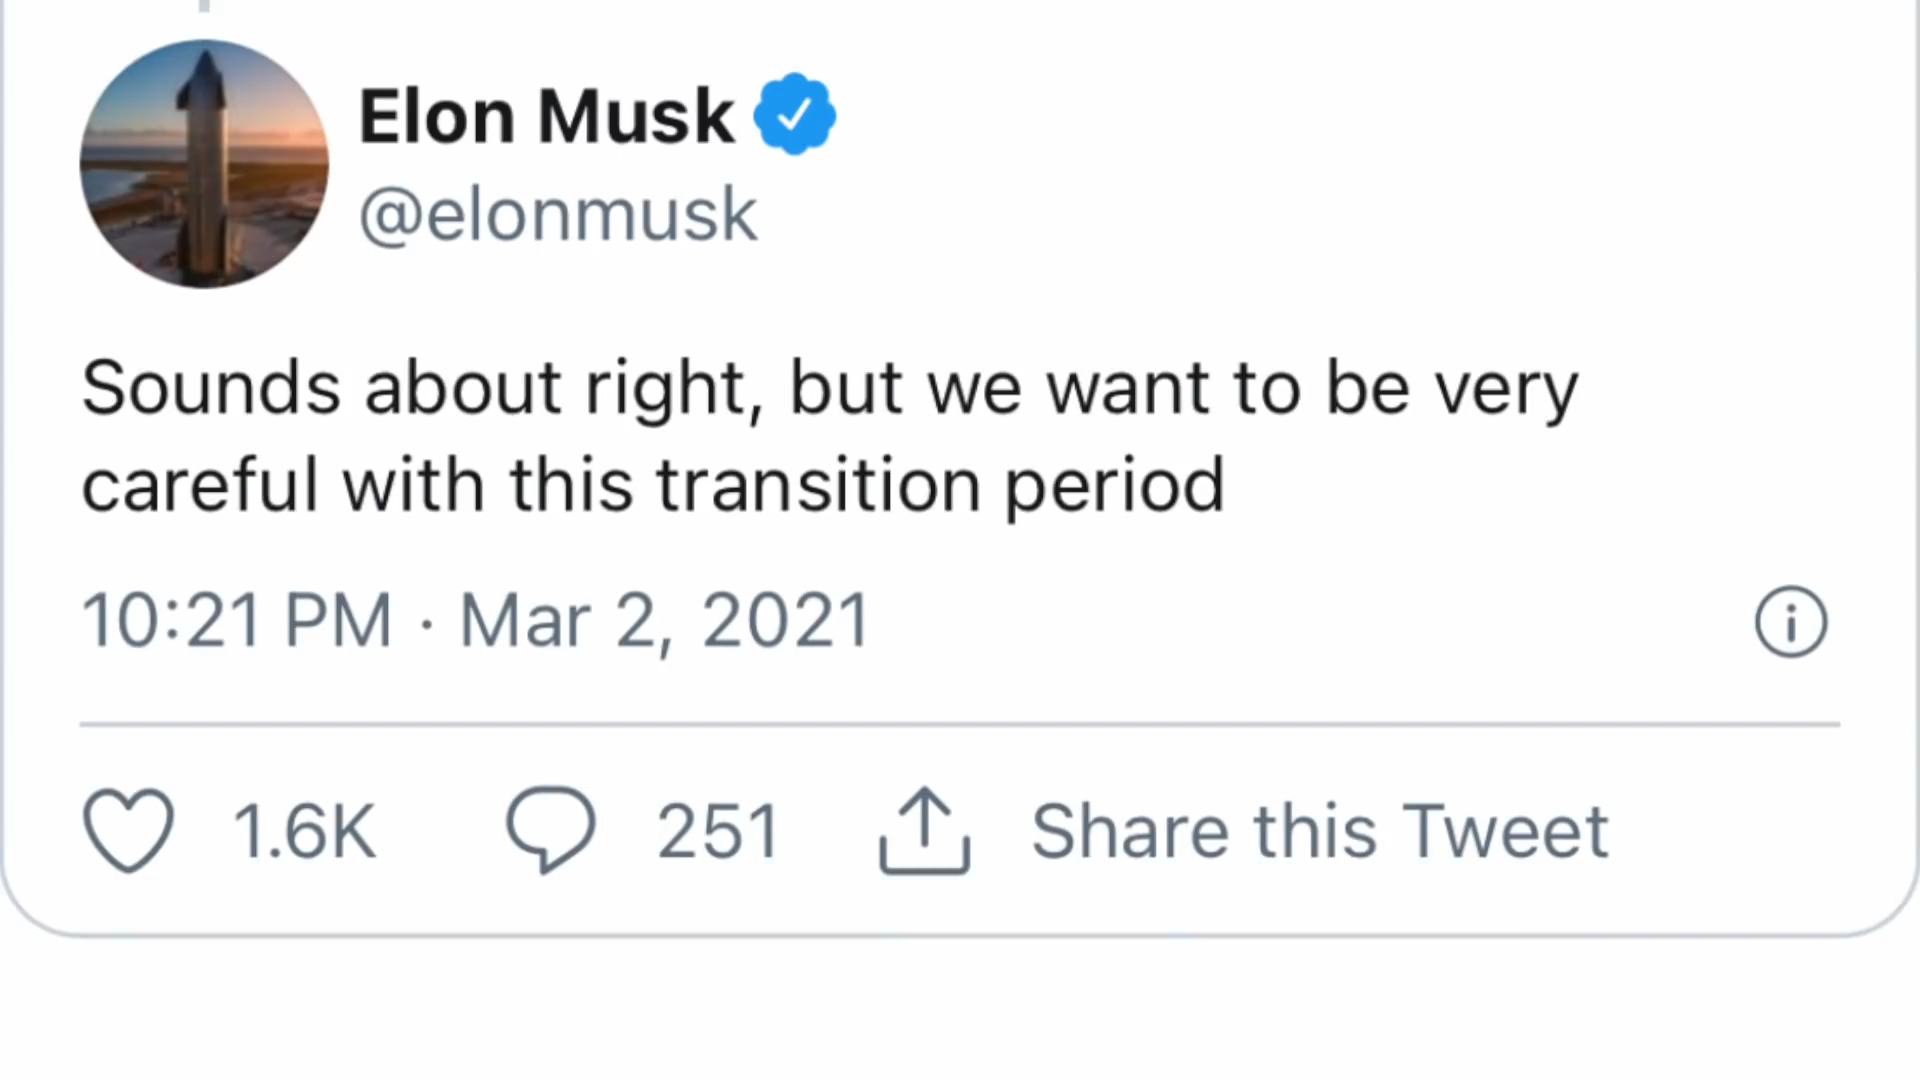 Elon Musk
@elonmusk
Sounds about right, but we want to be very
careful with this transition period
10:21 PM · Mar 2, 2021
1.6K 251 Share this Tweet